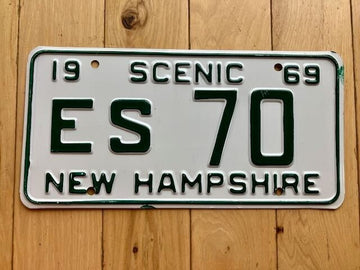 19 SCENIC 69
ES 70
NEW HAMPSHIRE